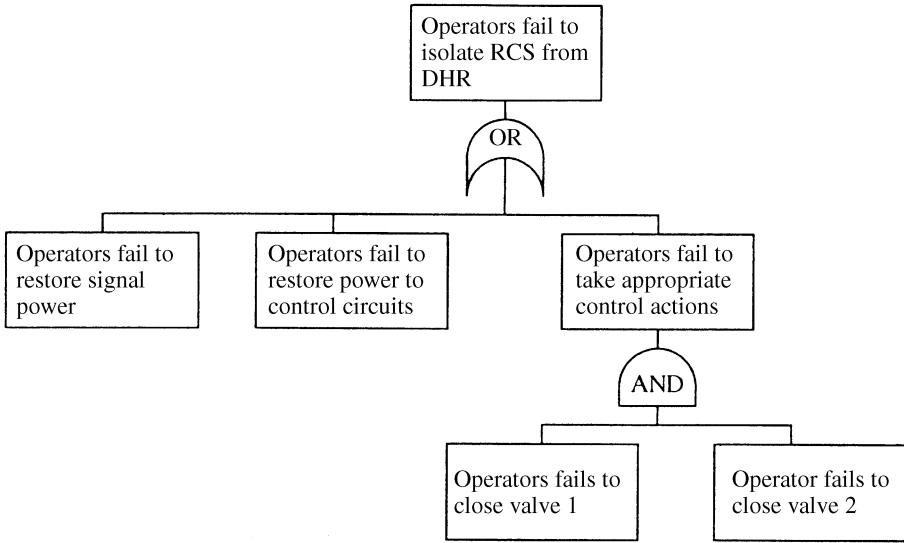 Operators fail to
isolate RCS from
DHR
OR
Operators fail to
restore signal
power
Operators fail to
restore power to
control circuits
Operators fail to
take appropriate
control actions
AND
Operators fails to
close valve 1
Operator fails to
close valve 2